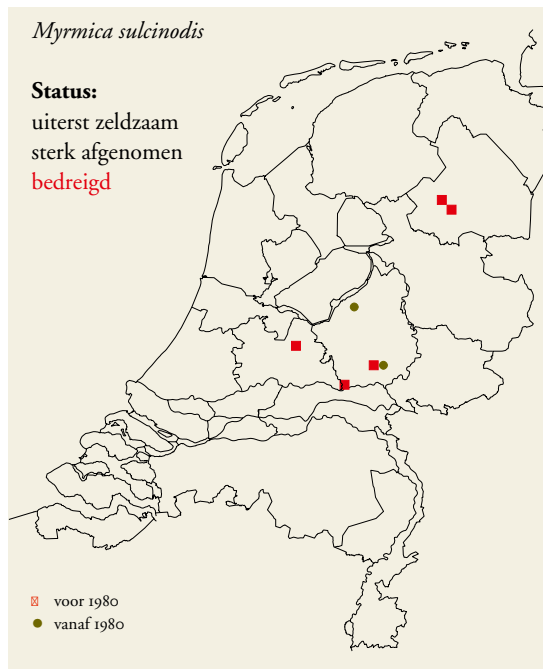 Myrmica sulcinodis
Status:
uiterst zeldzaam
sterk afgenomen
bedreigd
voor 1980
vanaf 1980